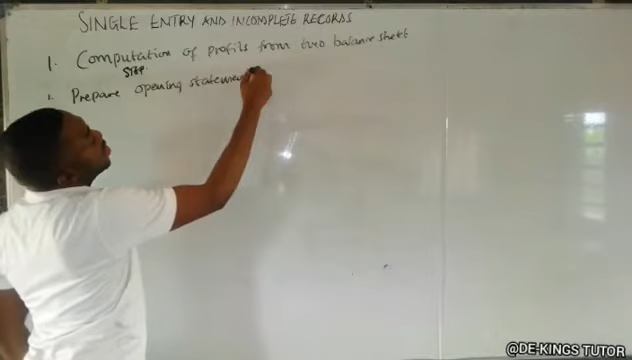 SINGLE ENTRY AND INCOMPLETE RECORDS
1. Computation of profits from two balance sheet
STEP
1. Prepare opening statemen
@DE-KINGS TUTOR